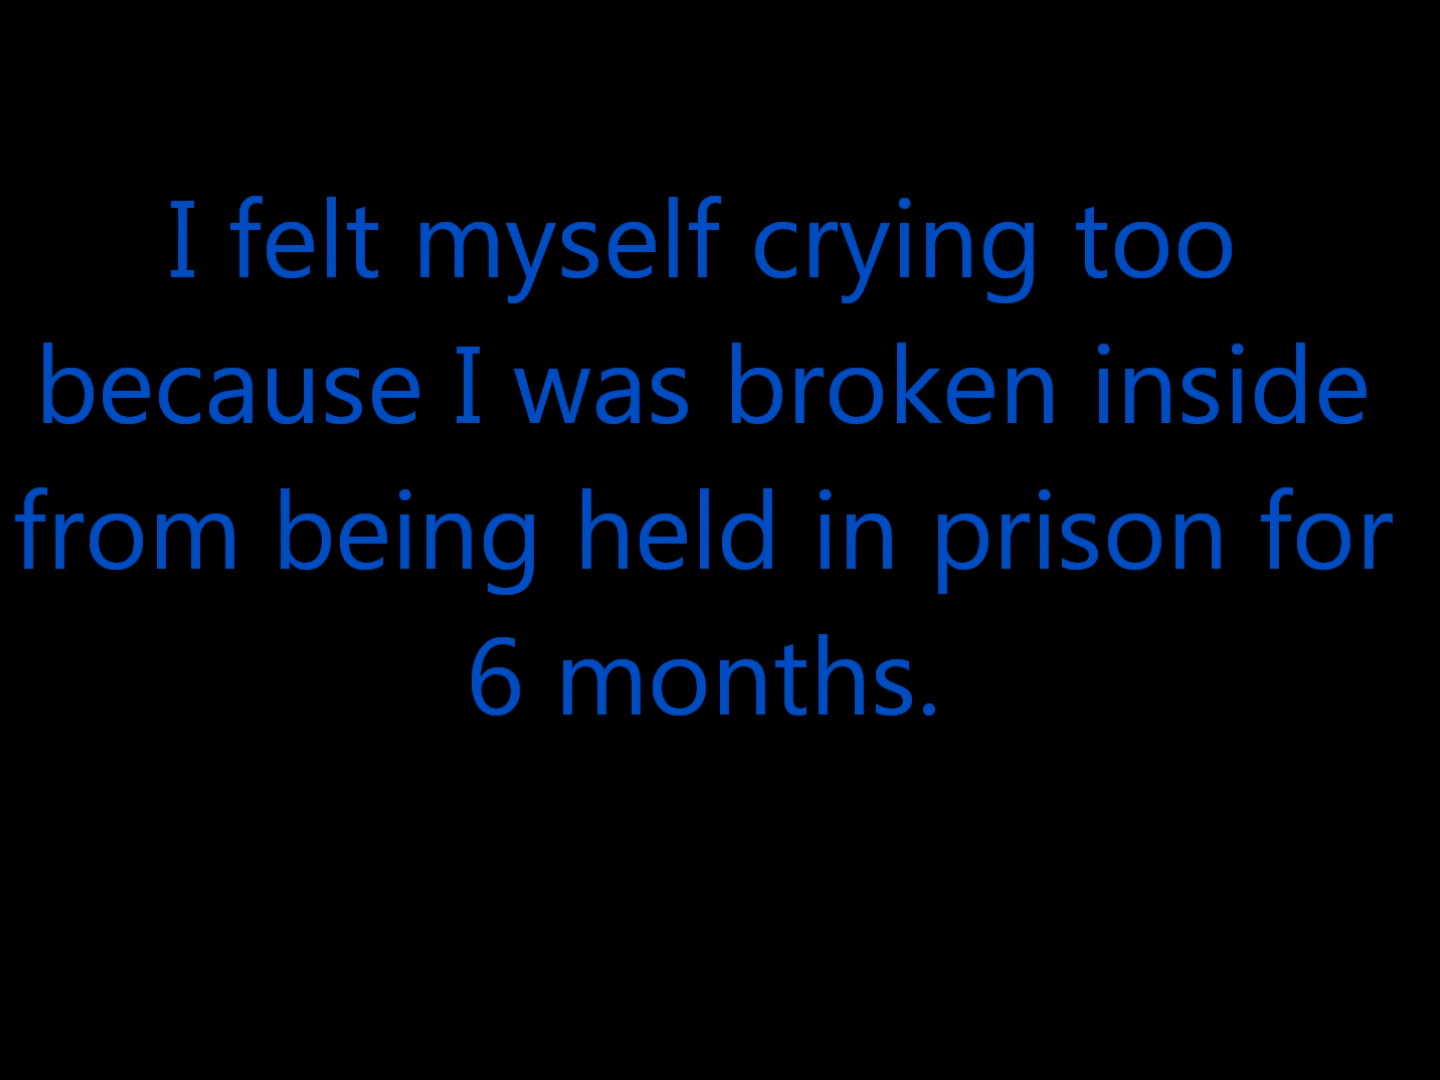 I felt myself crying too
because I was broken inside
from being held in prison for
6 months.